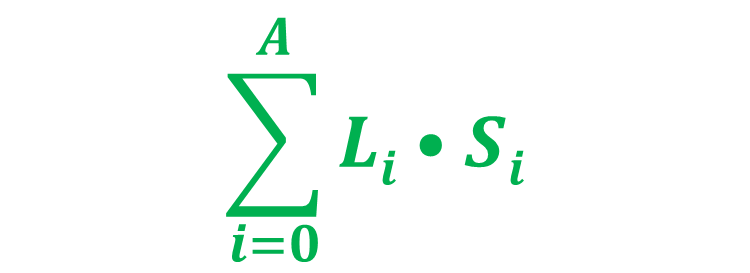 A
∑ Lᵢ • Sᵢ
i=0